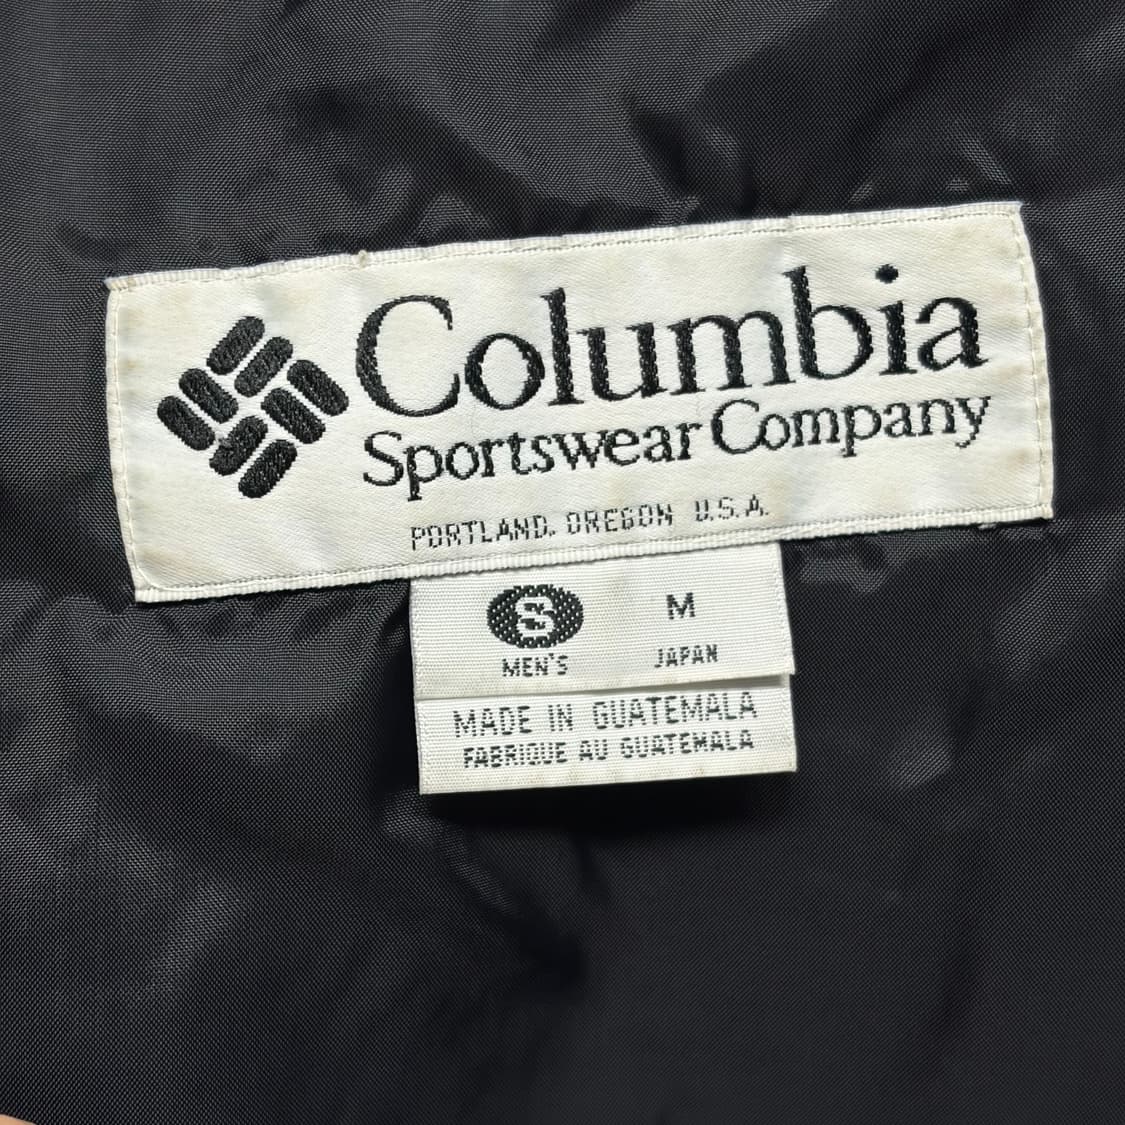 Columbia
Sportswear Company
PORTLAND, OREGON U.S.A.
S M
MEN'S JAPAN
MADE IN GUATEMALA
FABRIQUE AU GUATEMALA